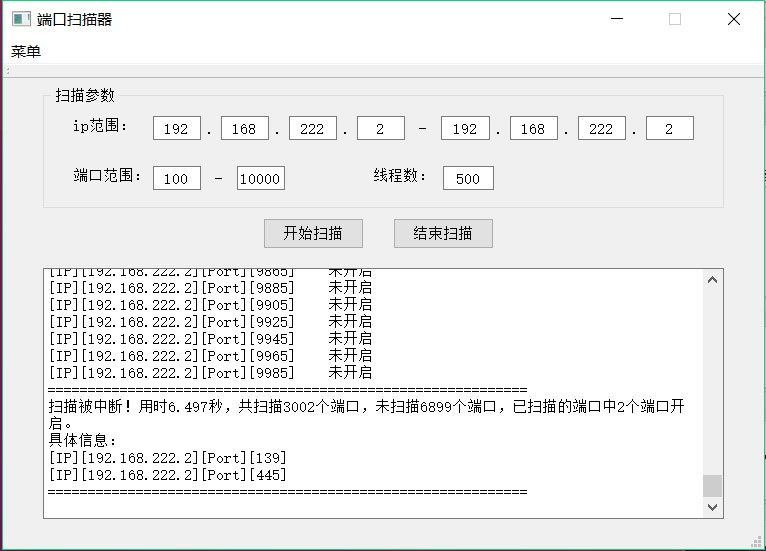 端口扫描器
菜单
扫描参数
ip范围： 192 . 168 . 222 . 2 - 192 . 168 . 222 . 2
端口范围： 100 - 10000 线程数： 500
开始扫描 结束扫描
[IP][192.168.222.2][Port][9865] 未开启
[IP][192.168.222.2][Port][9885] 未开启
[IP][192.168.222.2][Port][9905] 未开启
[IP][192.168.222.2][Port][9925] 未开启
[IP][192.168.222.2][Port][9945] 未开启
[IP][192.168.222.2][Port][9965] 未开启
[IP][192.168.222.2][Port][9985] 未开启
============================================================
扫描被中断！用时6.497秒，共扫描3002个端口，未扫描6899个端口，已扫描的端口中2个端口开
启。
具体信息：
[IP][192.168.222.2][Port][139]
[IP][192.168.222.2][Port][445]
============================================================